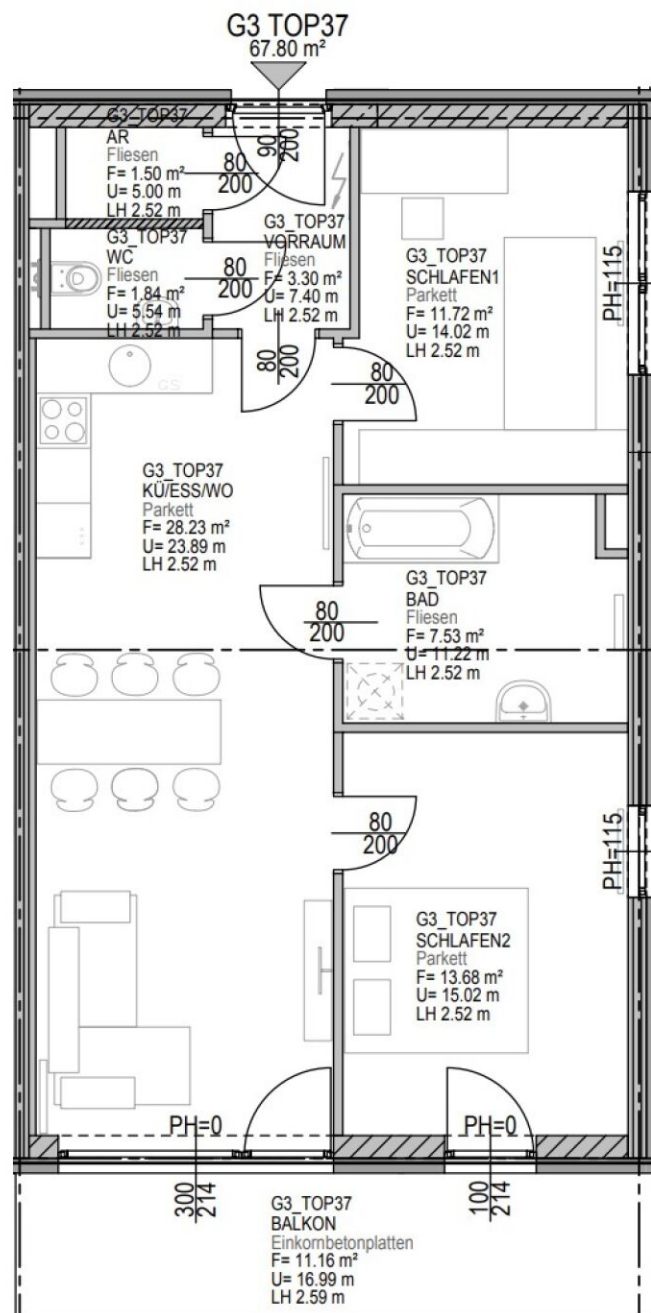 G3 TOP37
67.80 m²
G3_TOP37
AR
Fliesen
F= 1.50 m²
U= 5.00 m
LH 2.52 m
80
200
90
200
G3_TOP37
WC
Fliesen
F= 1.84 m²
U= 5.54 m
LH 2.52 m
80
200
G3_TOP37
VORRAUM
Fliesen
F= 3.30 m²
U= 7.40 m
LH 2.52 m
80
200
G3_TOP37
SCHLAFEN1
Parkett
F= 11.72 m²
U= 14.02 m
LH 2.52 m
PH=115
80
200
GS
G3_TOP37
KÜ/ESS/WO
Parkett
F= 28.23 m²
U= 23.89 m
LH 2.52 m
G3_TOP37
BAD
Fliesen
F= 7.53 m²
U= 11.22 m
LH 2.52 m
80
200
80
200
PH=115
G3_TOP37
SCHLAFEN2
Parkett
F= 13.68 m²
U= 15.02 m
LH 2.52 m
PH=0
PH=0
300
214
100
214
G3_TOP37
BALKON
Einkornbetonplatten
F= 11.16 m²
U= 16.99 m
LH 2.59 m